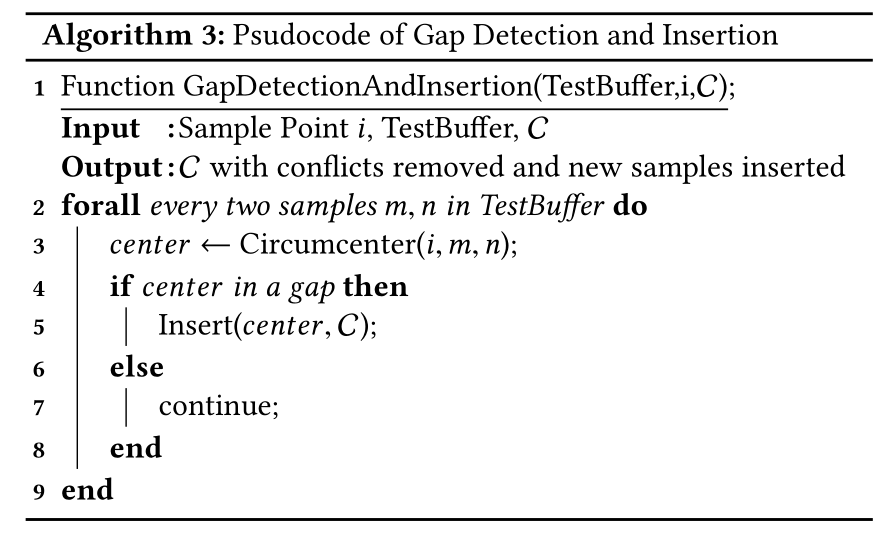 Algorithm 3: Psudocode of Gap Detection and Insertion
1 Function GapDetectionAndInsertion(TestBuffer,i,C);
Input :Sample Point i, TestBuffer, C
Output:C with conflicts removed and new samples inserted
2 forall every two samples m, n in TestBuffer do
3 center ← Circumcenter(i, m, n);
4 if center in a gap then
5 Insert(center, C);
6 else
7 continue;
8 end
9 end